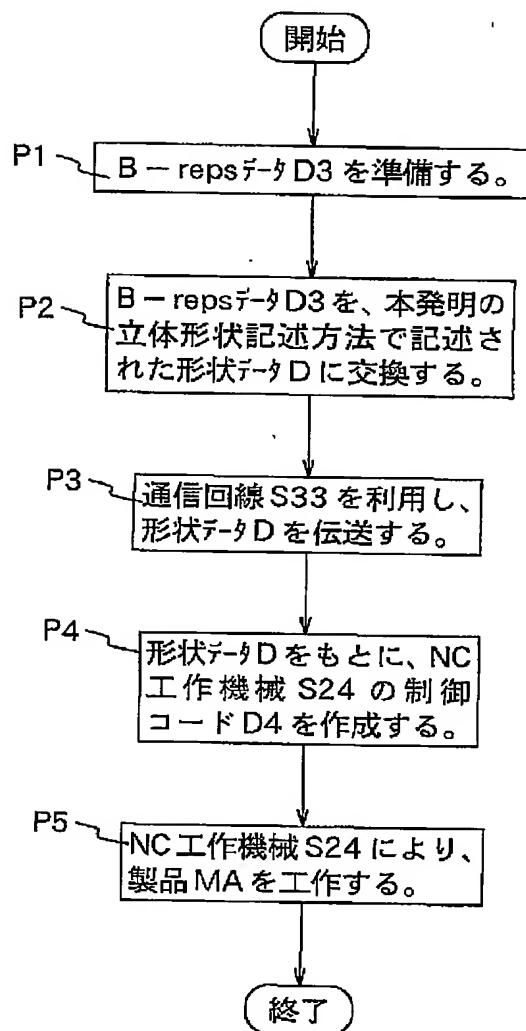 開始
P1
B－repsデータD3を準備する。
P2
B－repsデータD3を、本発明の
立体形状記述方法で記述さ
れた形状データDに交換する。
P3
通信回線S33を利用し、
形状データDを伝送する。
P4
形状データDをもとに、NC
工作機械S24の制御
コードD4を作成する。
P5
NC工作機械S24により、
製品MAを工作する。
終了